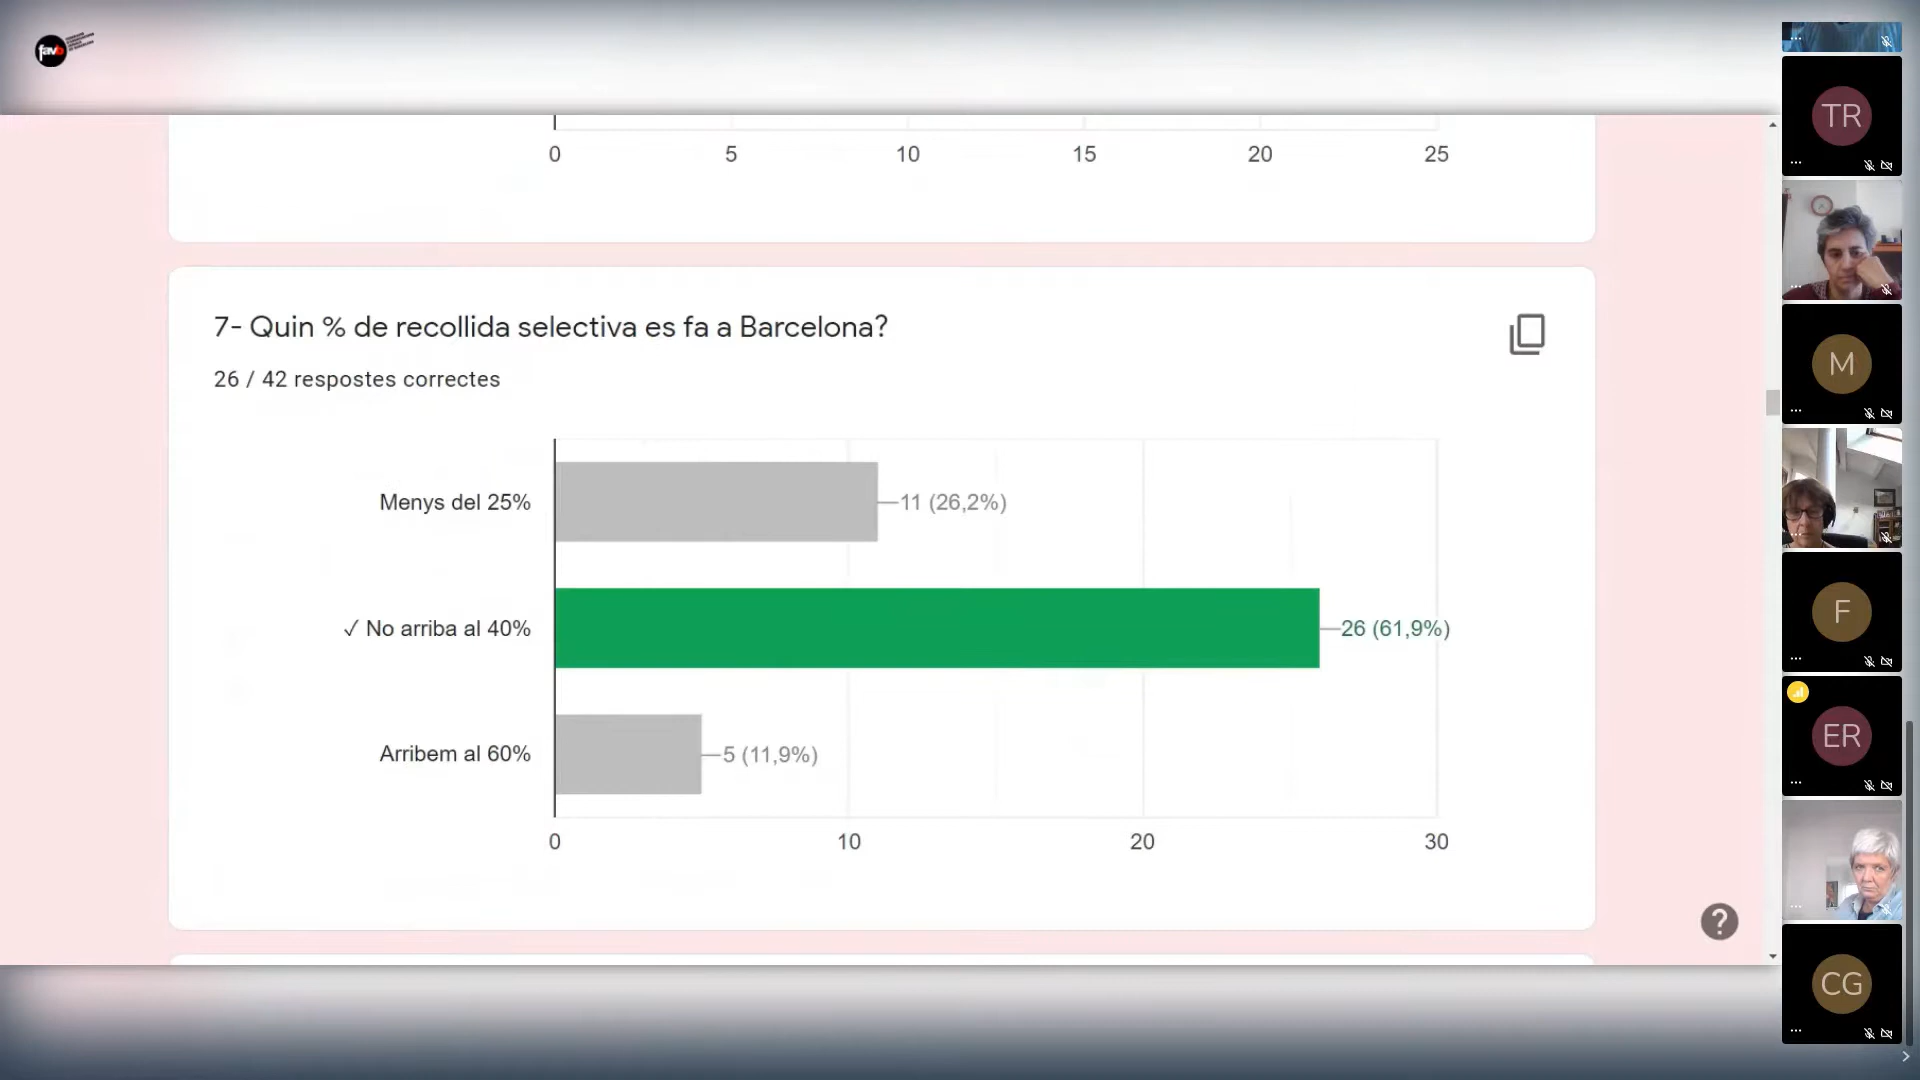 favb
0 5 10 15 20 25
7- Quin % de recollida selectiva es fa a Barcelona?
26 / 42 respostes correctes
Menys del 25%
11 (26,2%)
✓ No arriba al 40%
26 (61,9%)
Arribem al 60%
5 (11,9%)
0 10 20 30
?
TR
M
F
ER
CG